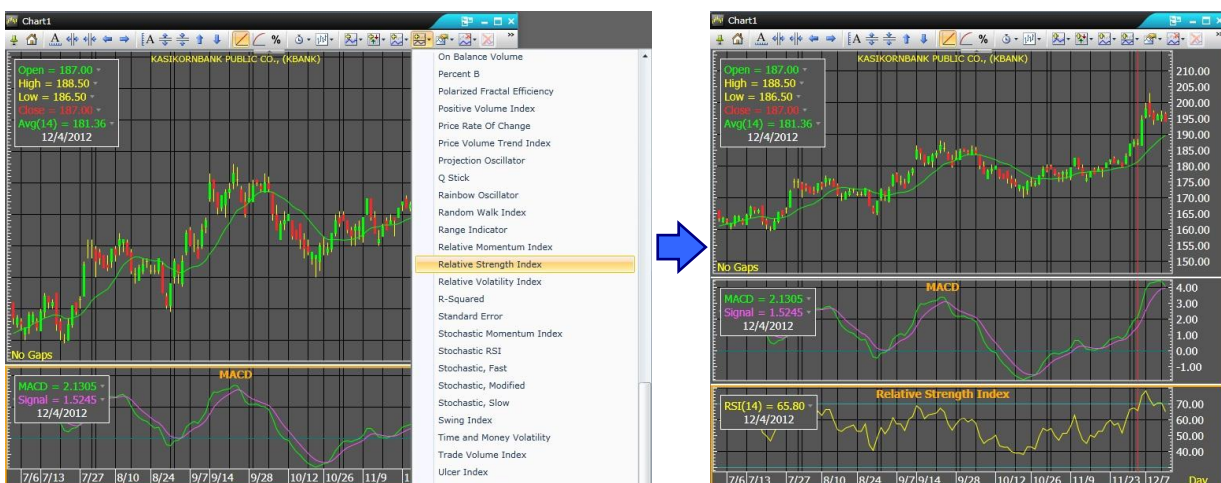 Chart1
A
A
%
KASIKORNBANK PUBLIC CO., (KBANK)
Open = 187.00
High = 188.50
Low = 186.50
Close = 187.00
Avg(14) = 181.36
12/4/2012
No Gaps
MACD
MACD = 2.1305
Signal = 1.5245
12/4/2012
7/6 7/13 7/27 8/10 8/24 9/7 9/14 9/28 10/12 10/26 11/9 1
On Balance Volume
Percent B
Polarized Fractal Efficiency
Positive Volume Index
Price Rate Of Change
Price Volume Trend Index
Projection Oscillator
Q Stick
Rainbow Oscillator
Random Walk Index
Range Indicator
Relative Momentum Index
Relative Strength Index
Relative Volatility Index
R-Squared
Standard Error
Stochastic Momentum Index
Stochastic RSI
Stochastic, Fast
Stochastic, Modified
Stochastic, Slow
Swing Index
Time and Money Volatility
Trade Volume Index
Ulcer Index
Chart1
A
A
%
KASIKORNBANK PUBLIC CO., (KBANK)
Open = 187.00
High = 188.50
Low = 186.50
Close = 187.00
Avg(14) = 181.36
12/4/2012
210.00
205.00
200.00
195.00
190.00
185.00
180.00
175.00
170.00
165.00
160.00
155.00
150.00
No Gaps
MACD
MACD = 2.1305
Signal = 1.5245
12/4/2012
4.00
3.00
2.00
1.00
0.00
-1.00
Relative Strength Index
RSI(14) = 65.80
12/4/2012
70.00
60.00
50.00
40.00
7/6 7/13 7/27 8/10 8/24 9/7 9/14 9/28 10/12 10/26 11/9 11/23 12/7 Day